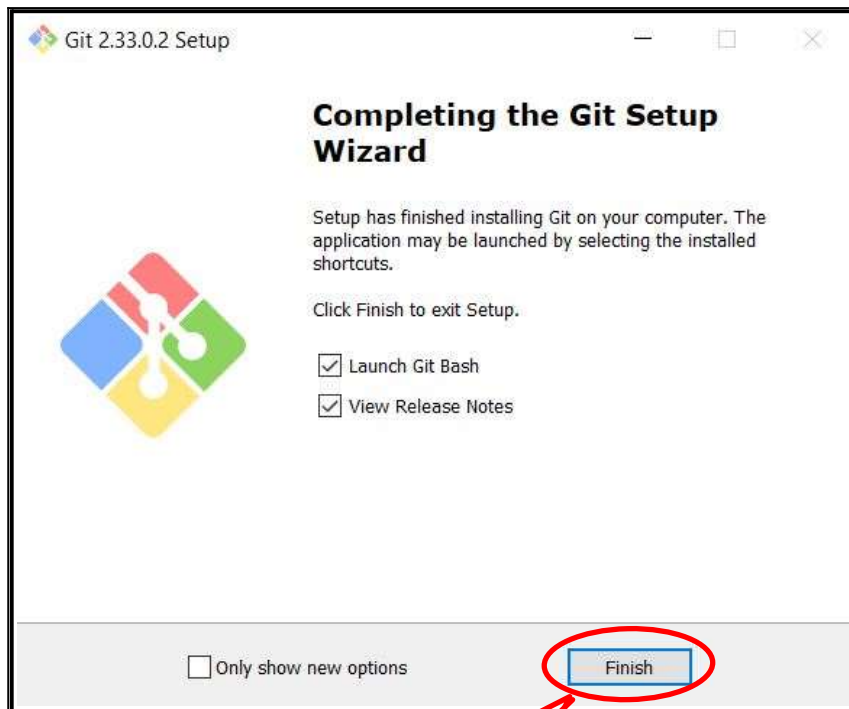 Git 2.33.0.2 Setup
Completing the Git Setup
Wizard
Setup has finished installing Git on your computer. The
application may be launched by selecting the installed
shortcuts.
Click Finish to exit Setup.
Launch Git Bash
View Release Notes
Only show new options
Finish